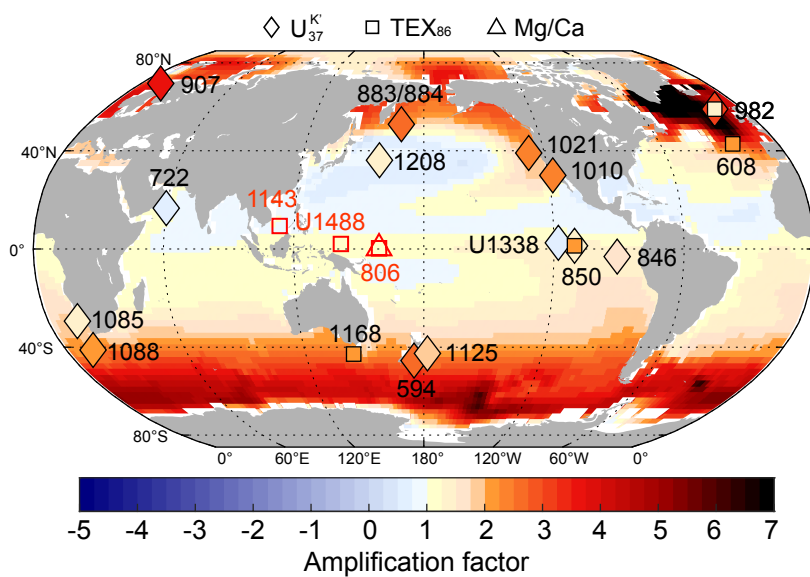 U37K' TEX86 Mg/Ca
80°N
907
883/884
982
40°N
1021
608
1208
1010
722
1143
U1488
0°
U1338
806
850
846
1085
1168
1125
1088
40°S
594
80°S
0° 60°E 120°E 180° 120°W 60°W 0°
-5 -4 -3 -2 -1 0 1 2 3 4 5 6 7
Amplification factor